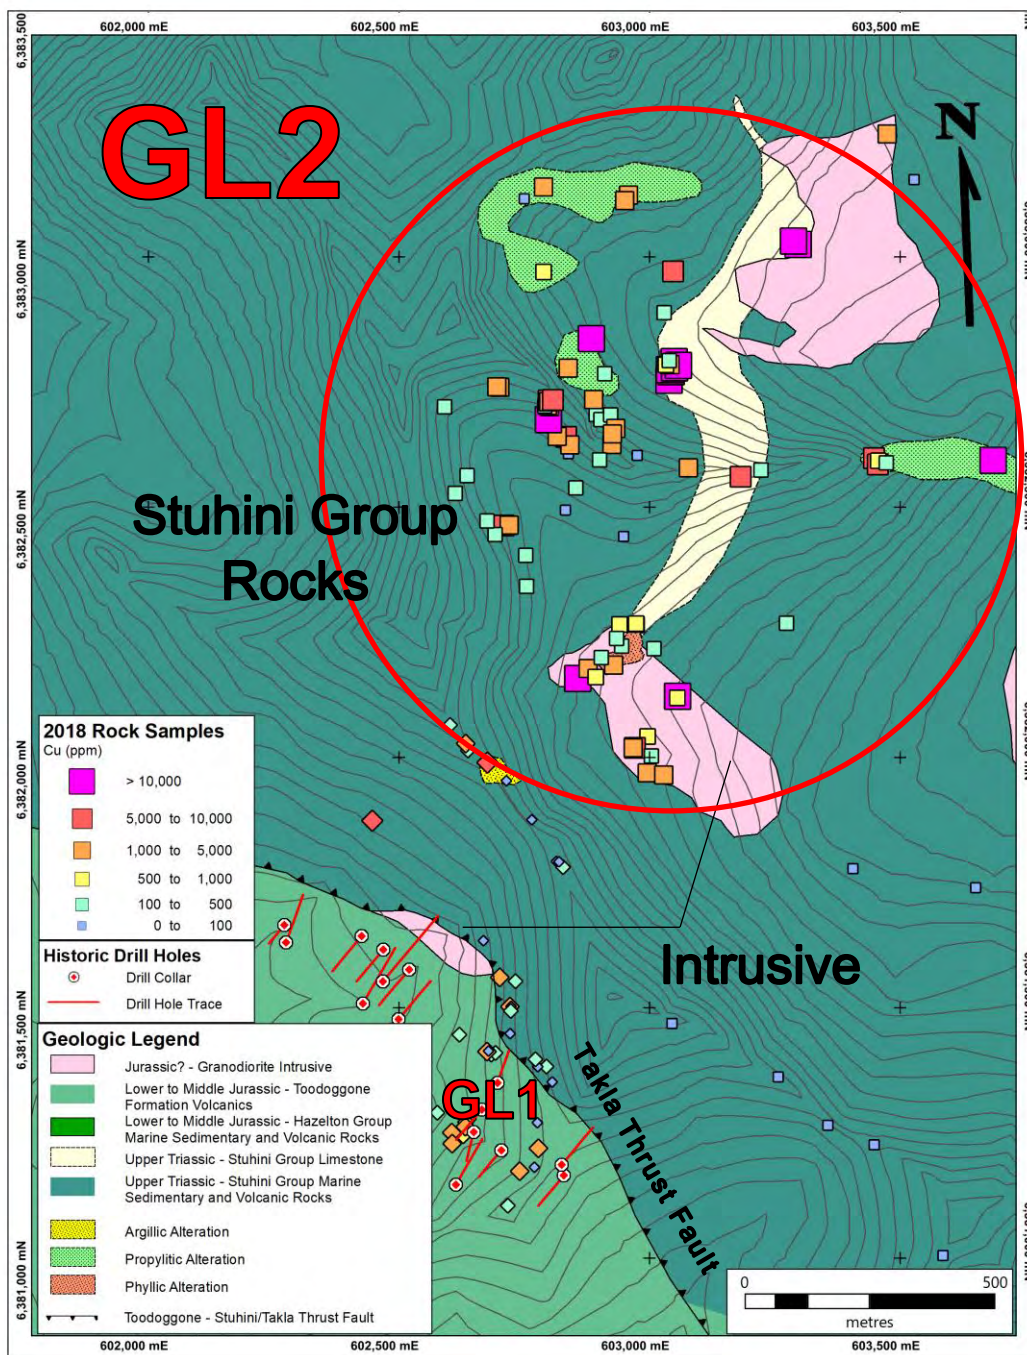 602,000 mE
602,500 mE
603,000 mE
603,500 mE
6,383,500
6,383,000 mN
6,382,500 mN
6,382,000 mN
6,381,500 mN
6,381,000 mN
GL2
N
Stuhini Group
Rocks
2018 Rock Samples
Cu (ppm)
> 10,000
5,000 to 10,000
1,000 to 5,000
500 to 1,000
100 to 500
0 to 100
Historic Drill Holes
Drill Collar
Drill Hole Trace
Intrusive
GL1
Takla Thrust Fault
Geologic Legend
Jurassic? - Granodiorite Intrusive
Lower to Middle Jurassic - Toodoggone
Formation Volcanics
Lower to Middle Jurassic - Hazelton Group
Marine Sedimentary and Volcanic Rocks
Upper Triassic - Stuhini Group Limestone
Upper Triassic - Stuhini Group Marine
Sedimentary and Volcanic Rocks
Argillic Alteration
Propylitic Alteration
Phyllic Alteration
Toodoggone - Stuhini/Takla Thrust Fault
0
500
metres
602,000 mE
602,500 mE
603,000 mE
603,500 mE